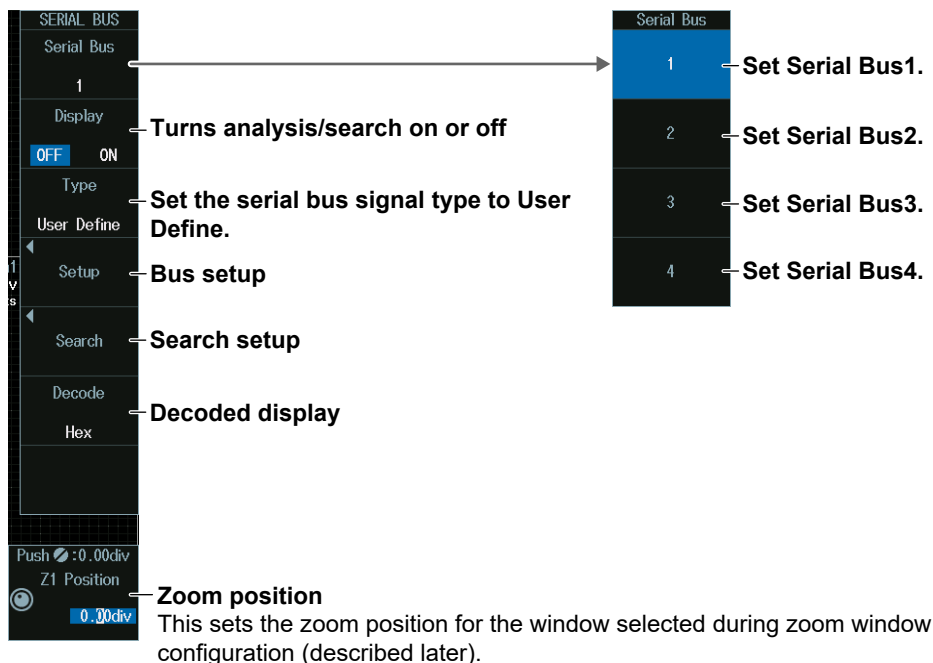 SERIAL BUS
Serial Bus
1
Display
OFF ON
Turns analysis/search on or off
Type
User Define
Set the serial bus signal type to User
Define.
Setup
Bus setup
Search
Search setup
Decode
Hex
Decoded display
Push :0.00div
Z1 Position
0.00div
Zoom position
This sets the zoom position for the window selected during zoom window
configuration (described later).
Serial Bus
1
Set Serial Bus1.
2
Set Serial Bus2.
3
Set Serial Bus3.
4
Set Serial Bus4.